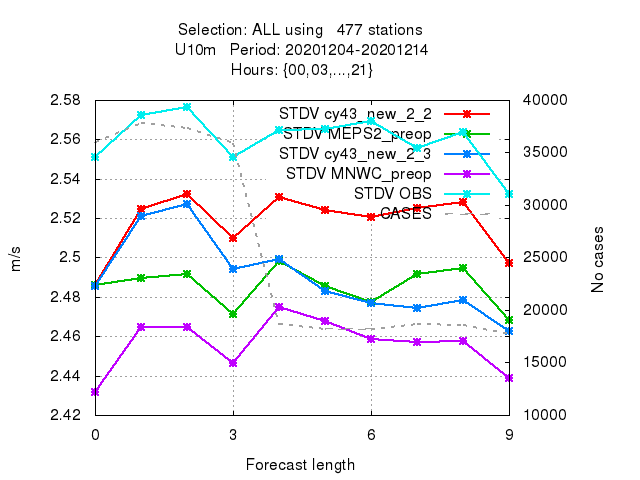 Selection: ALL using   477 stations
U10m   Period: 20201204-20201214
Hours: {00,03,...,21}
2.58
2.56
2.54
2.52
2.5
2.48
2.46
2.44
2.42
40000
35000
30000
25000
20000
15000
10000
STDV cy43_new_2_2
STDV MEPS2_preop
STDV cy43_new_2_3
STDV MNWC_preop
STDV OBS
CASES
m/s
No cases
0 3 6 9
Forecast length